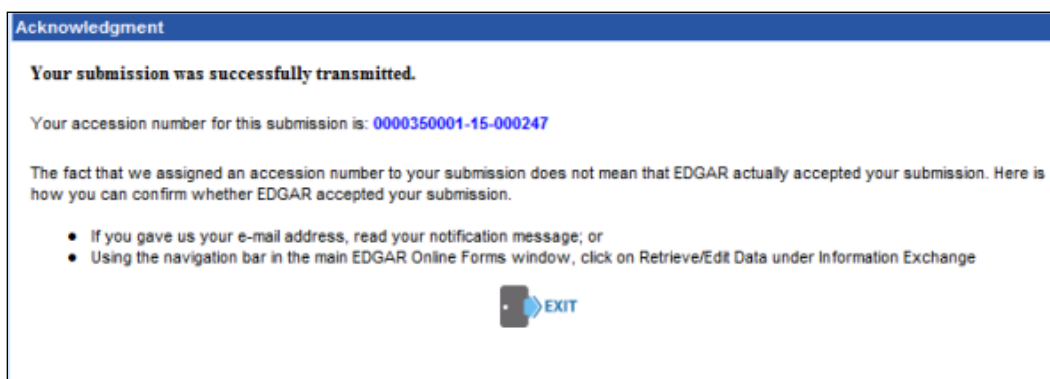 Acknowledgment
Your submission was successfully transmitted.
Your accession number for this submission is: 0000350001-15-000247
The fact that we assigned an accession number to your submission does not mean that EDGAR actually accepted your submission. Here is
how you can confirm whether EDGAR accepted your submission.
● If you gave us your e-mail address, read your notification message; or
● Using the navigation bar in the main EDGAR Online Forms window, click on Retrieve/Edit Data under Information Exchange
EXIT